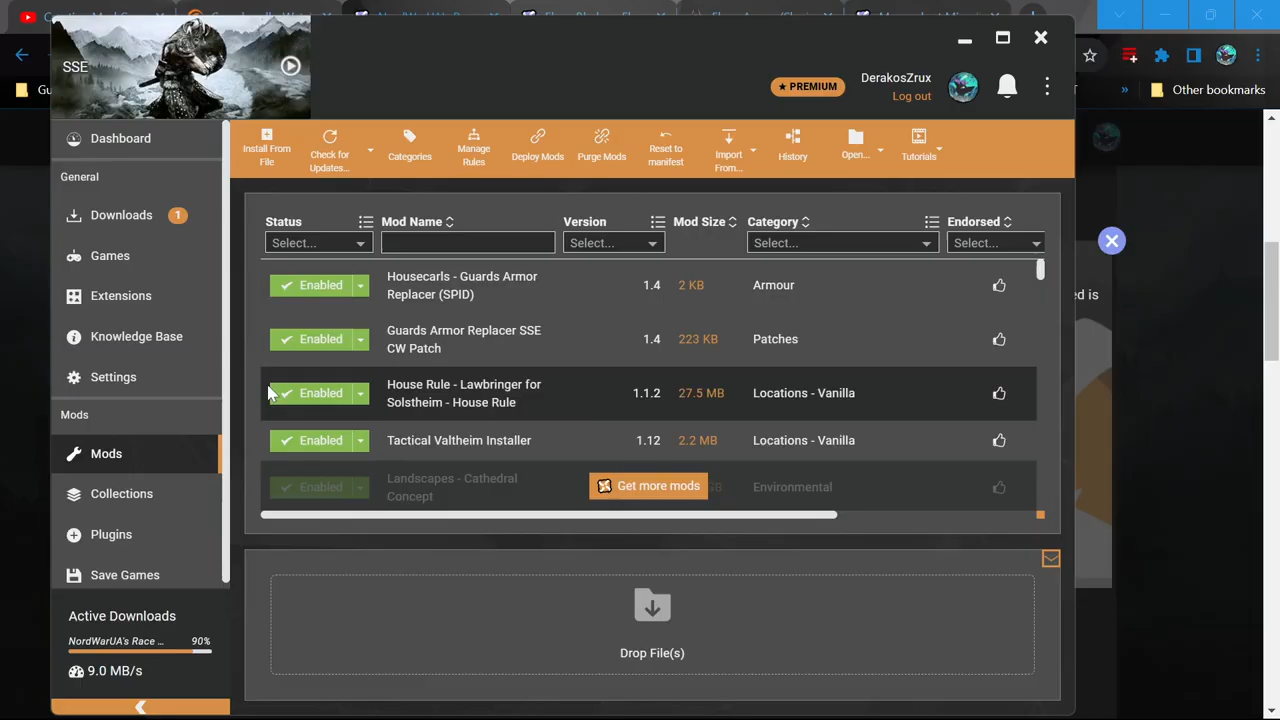 SSE
★ PREMIUM
DerakosZrux
Log out
Other bookmarks
Dashboard
General
Downloads 1
Games
Extensions
Knowledge Base
Settings
Mods
Mods
Collections
Plugins
Save Games
Active Downloads
NordWarUA's Race ... 90%
9.0 MB/s
Install From
File
Check for
Updates...
Categories
Manage
Rules
Deploy Mods
Purge Mods
Reset to
manifest
Import
From...
History
Open...
Tutorials
Status Mod Name Version Mod Size Category Endorsed
Select... Select... Select... Select...
Enabled Housecarls - Guards Armor
Replacer (SPID) 1.4 2 KB Armour
Enabled Guards Armor Replacer SSE
CW Patch 1.4 223 KB Patches
Enabled House Rule - Lawbringer for
Solstheim - House Rule 1.1.2 27.5 MB Locations - Vanilla
Enabled Tactical Valtheim Installer 1.12 2.2 MB Locations - Vanilla
Enabled Landscapes - Cathedral
Concept Environmental
Get more mods
Drop File(s)
ed is